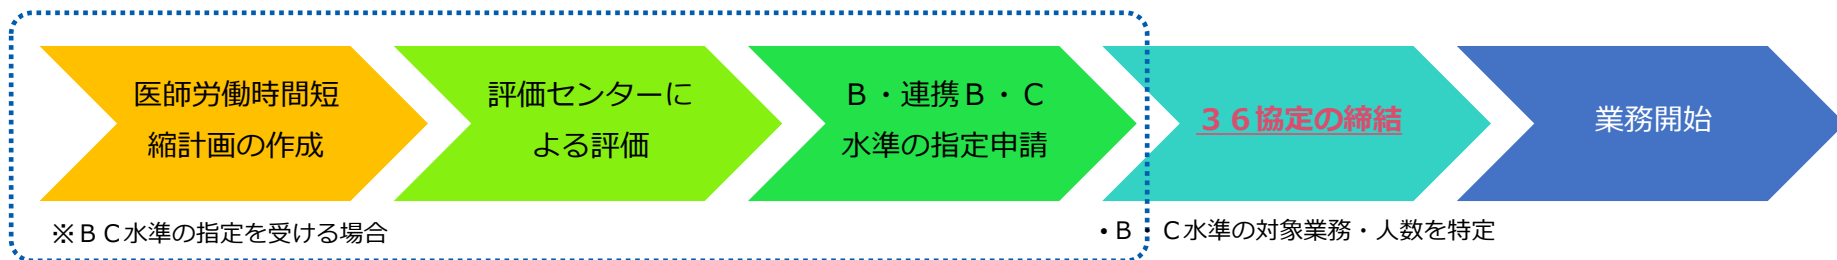 医師労働時間短
縮計画の作成
評価センターに
よる評価
Ｂ・連携Ｂ・Ｃ
水準の指定申請
３６協定の締結
業務開始
※ＢＣ水準の指定を受ける場合
・Ｂ・Ｃ水準の対象業務・人数を特定